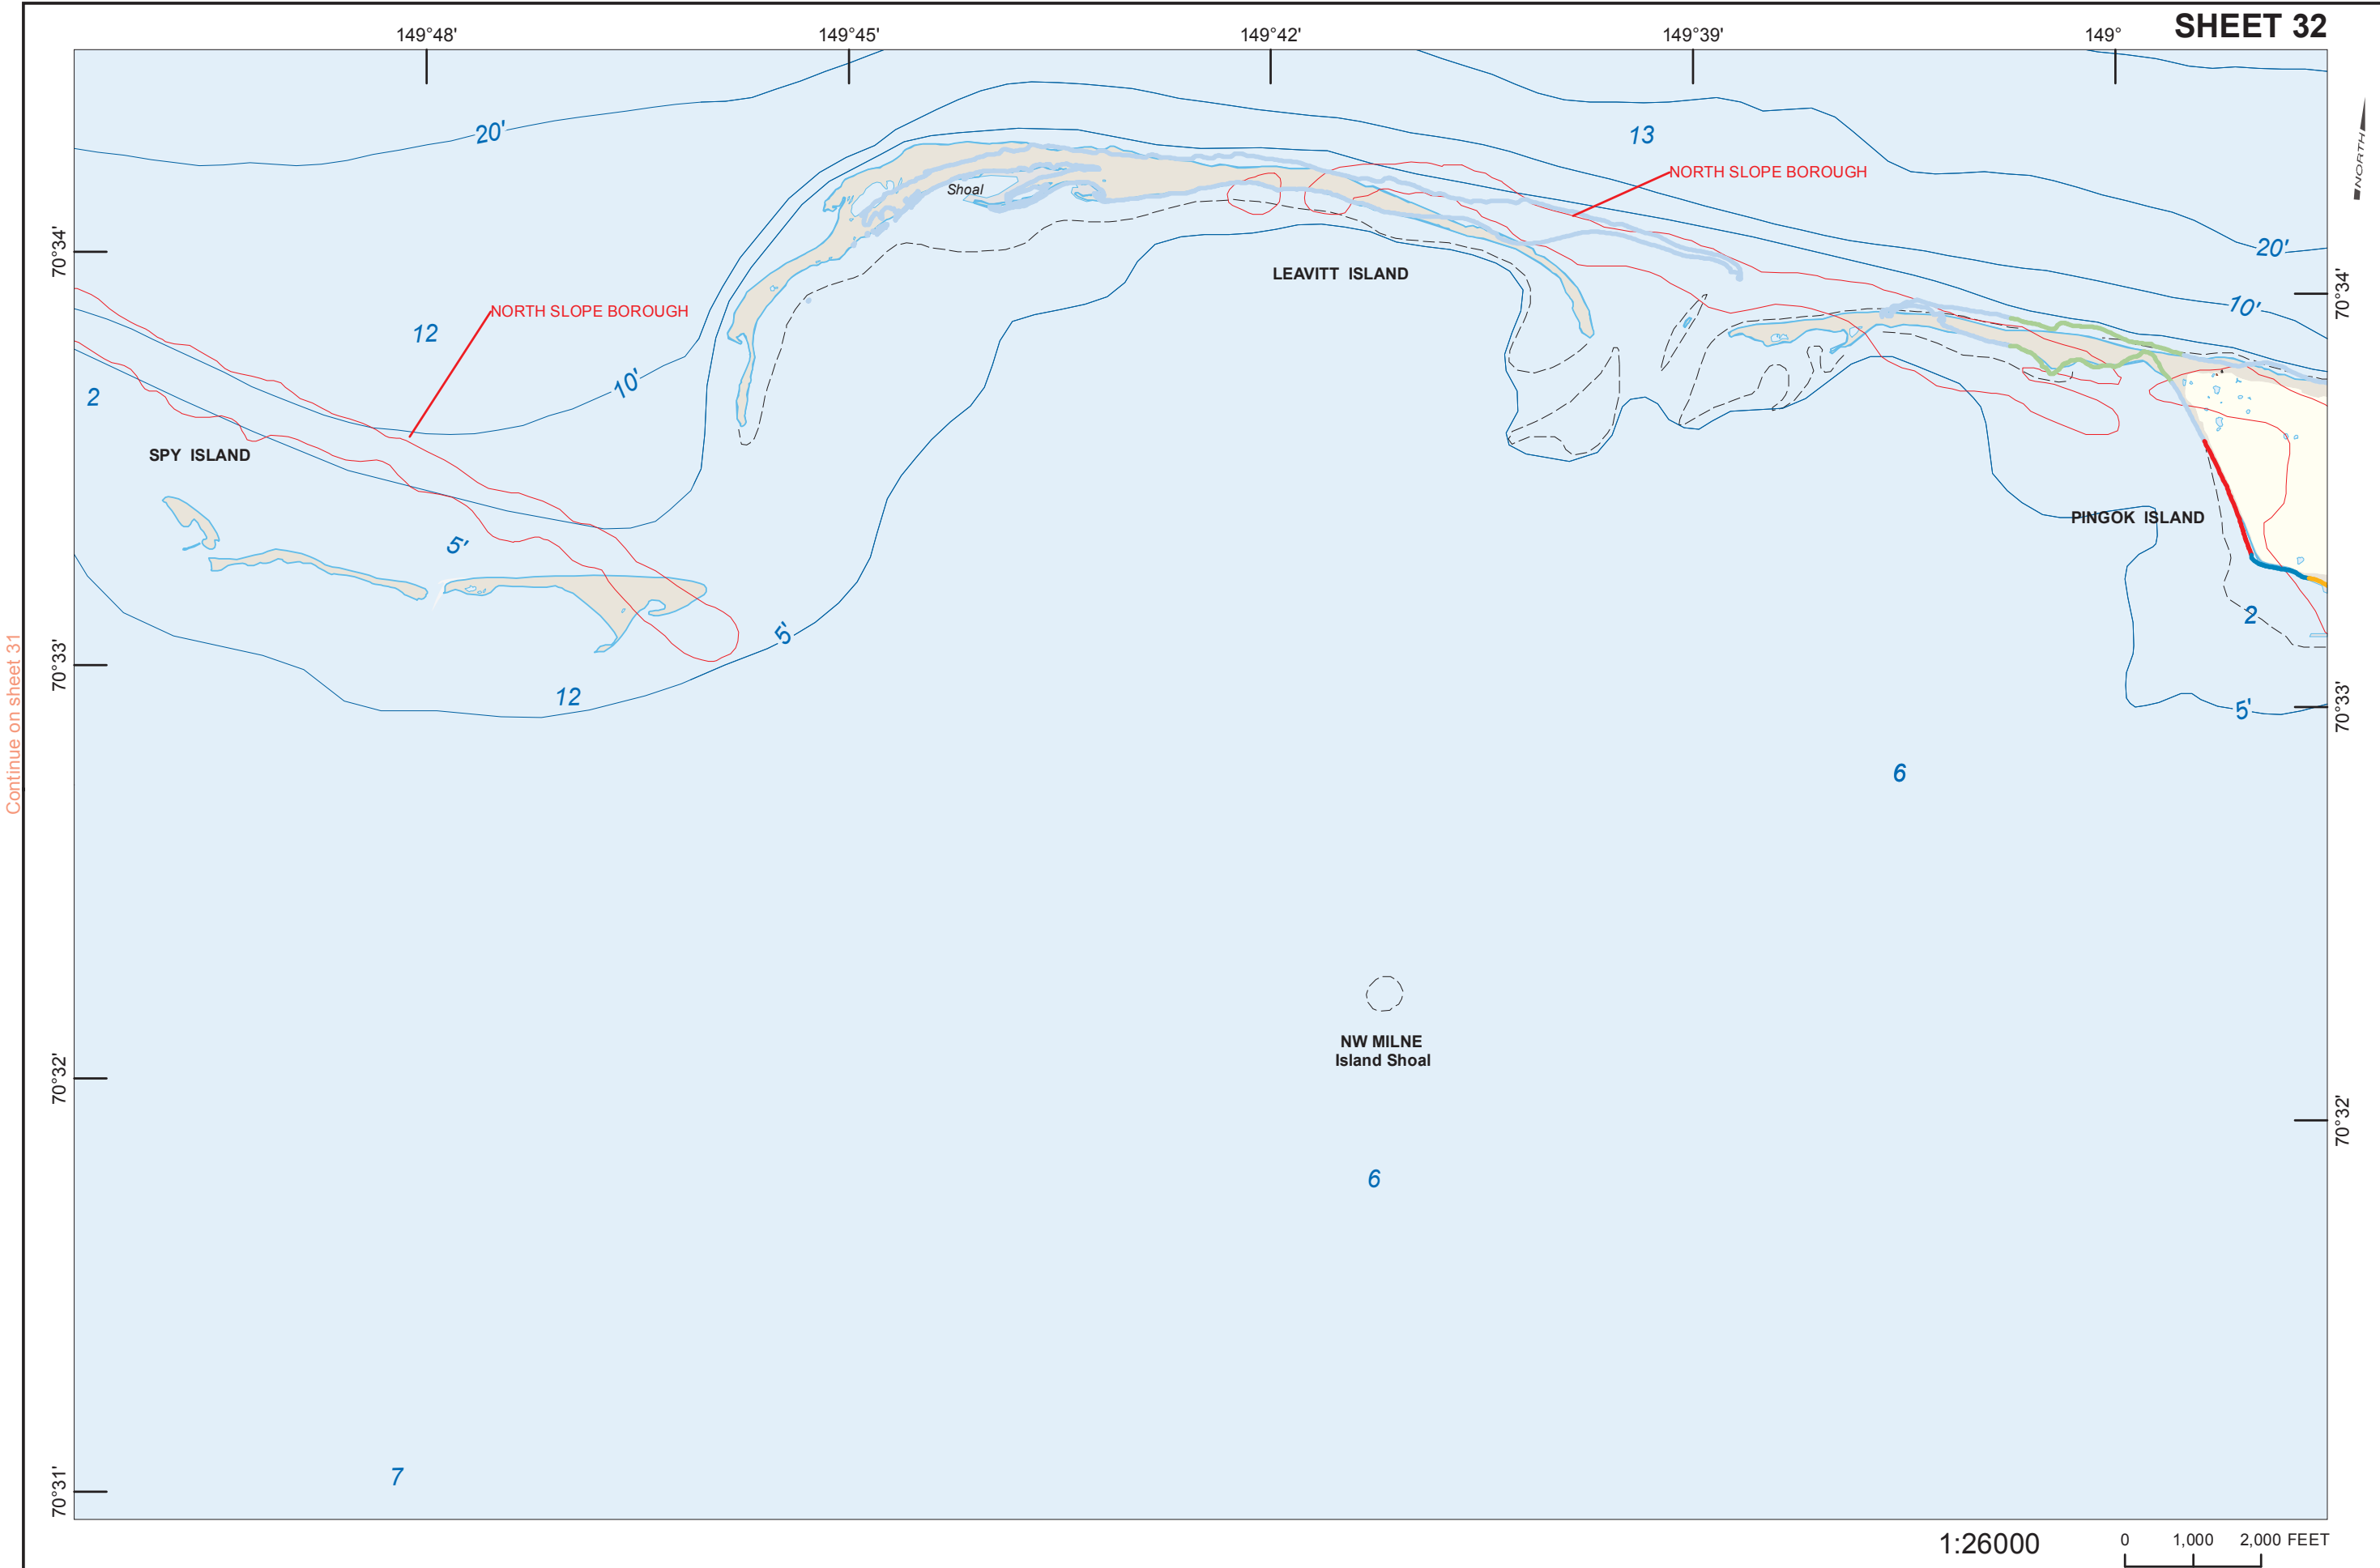 SHEET 32
149°48'
149°45'
149°42'
149°39'
149°
NORTH
20'
13
NORTH SLOPE BOROUGH
Shoal
70°34'
20'
LEAVITT ISLAND
70°34'
10'
NORTH SLOPE BOROUGH
12
10'
2
SPY ISLAND
PINGOK ISLAND
5'
2
5'
70°33'
12
Continue on sheet 31
5'
70°33'
6
NW MILNE
Island Shoal
70°32'
70°32'
6
7
70°31'
1:26000
0 1,000 2,000 FEET